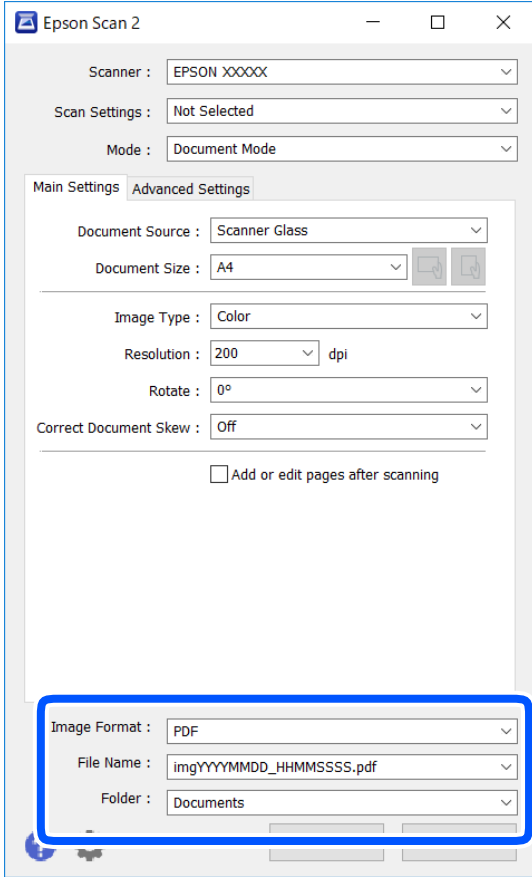 Epson Scan 2
Scanner : EPSON XXXXX
Scan Settings : Not Selected
Mode : Document Mode
Main Settings Advanced Settings
Document Source : Scanner Glass
Document Size : A4
Image Type : Color
Resolution : 200 dpi
Rotate : 0°
Correct Document Skew : Off
Add or edit pages after scanning
Image Format : PDF
File Name : imgYYYYMMDD_HHMMSSSS.pdf
Folder : Documents